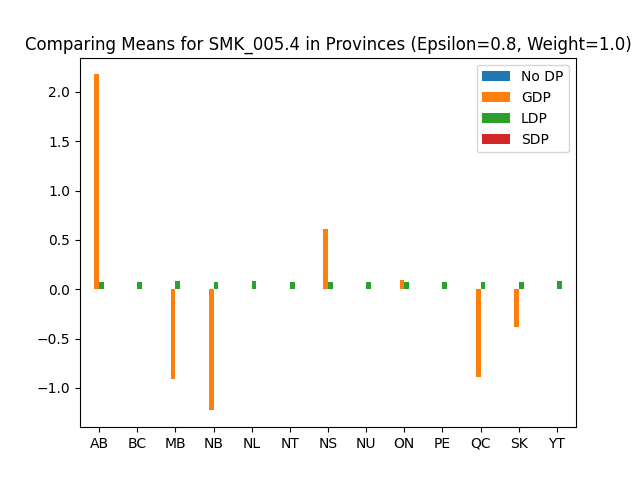 Comparing Means for SMK_005.4 in Provinces (Epsilon=0.8, Weight=1.0)
No DP
GDP
LDP
SDP
2.0
1.5
1.0
0.5
0.0
−0.5
−1.0
AB BC MB NB NL NT NS NU ON PE QC SK YT